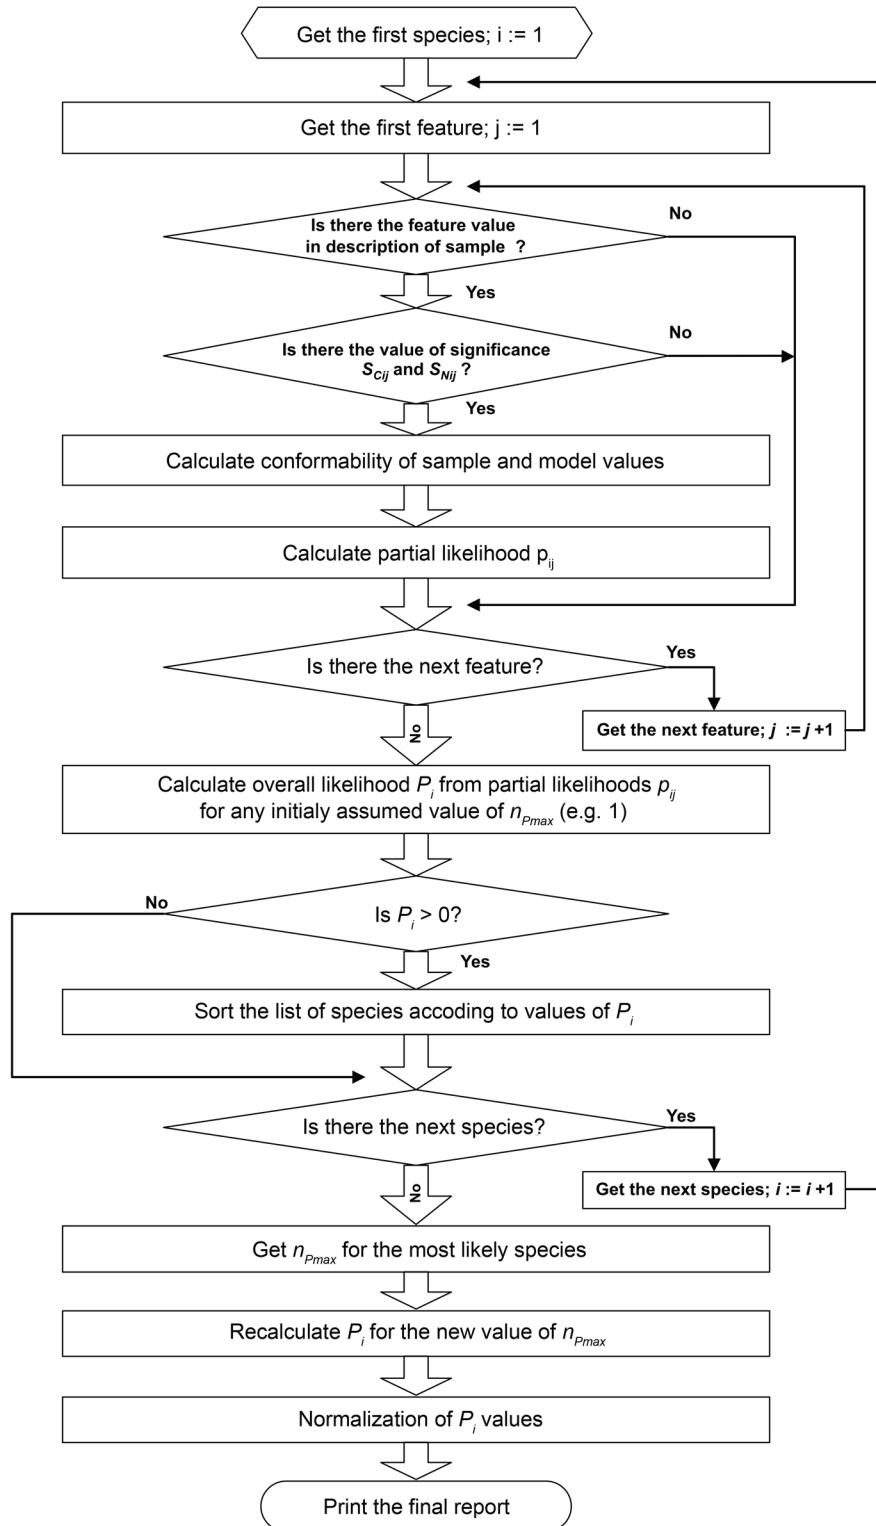 Get the first species; i := 1
Get the first feature; j := 1
Is there the feature value
in description of sample ?
No
Yes
Is there the value of significance
S_Cij and S_Nij ?
No
Yes
Calculate conformability of sample and model values
Calculate partial likelihood p_ij
Is there the next feature?
Yes
No
Get the next feature; j := j +1
Calculate overall likelihood P_i from partial likelihoods p_ij
for any initialy assumed value of n_Pmax (e.g. 1)
No
Is P_i > 0?
Yes
Sort the list of species accoding to values of P_i
Is there the next species?
Yes
No
Get the next species; i := i +1
Get n_Pmax for the most likely species
Recalculate P_i for the new value of n_Pmax
Normalization of P_i values
Print the final report